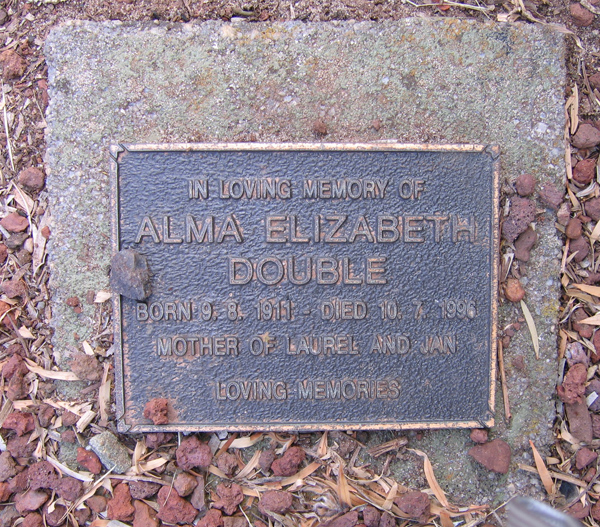 IN LOVING MEMORY OF
ALMA ELIZABETH
DOUBLE
BORN 9. 8. 1911 - DIED 10. 7. 1996
MOTHER OF LAUREL AND JAN
LOVING MEMORIES